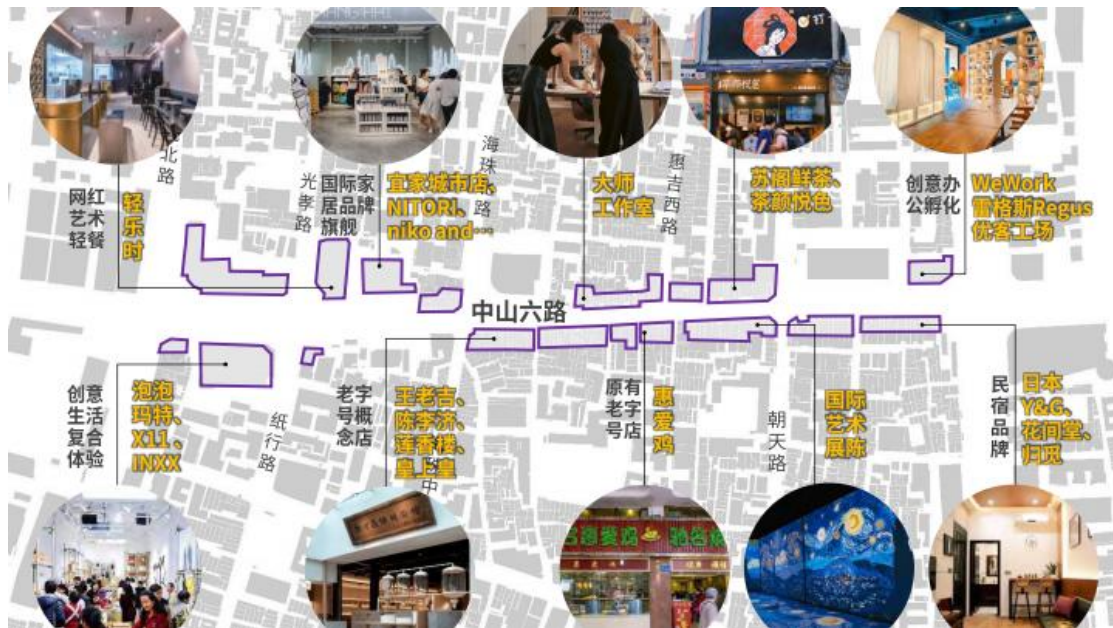 北路
网红
艺术
轻餐
轻乐时
光孝路
国际家
居品牌
旗舰
宜家城市店、
NITORI、
niko and…
海珠
路
大师
工作室
惠吉西路
苏阁鲜茶、
茶颜悦色
创意办
公孵化
WeWork
雷格斯Regus
优客工场
中山六路
创意
生活
复合
体验
泡泡
玛特、
X11、
INXX
纸行路
老字
号概
念店
王老吉、
陈李济、
莲香楼、
皇上皇
中
原有
老字
号店
惠爱鸡
朝天路
国际
艺术
展陈
民宿品牌
日本
Y&G、
花间堂、
归觅